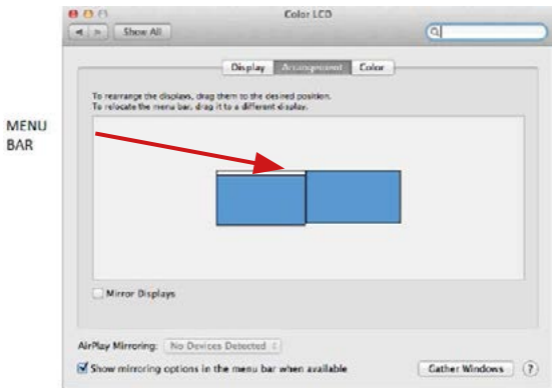 Color LCD
Show All
Display Arrangement Color
To rearrange the displays, drag them to the desired position.
To relocate the menu bar, drag it to a different display.
MENU
BAR
Mirror Displays
AirPlay Mirroring: No Devices Detected
Show mirroring options in the menu bar when available
Gather Windows ?